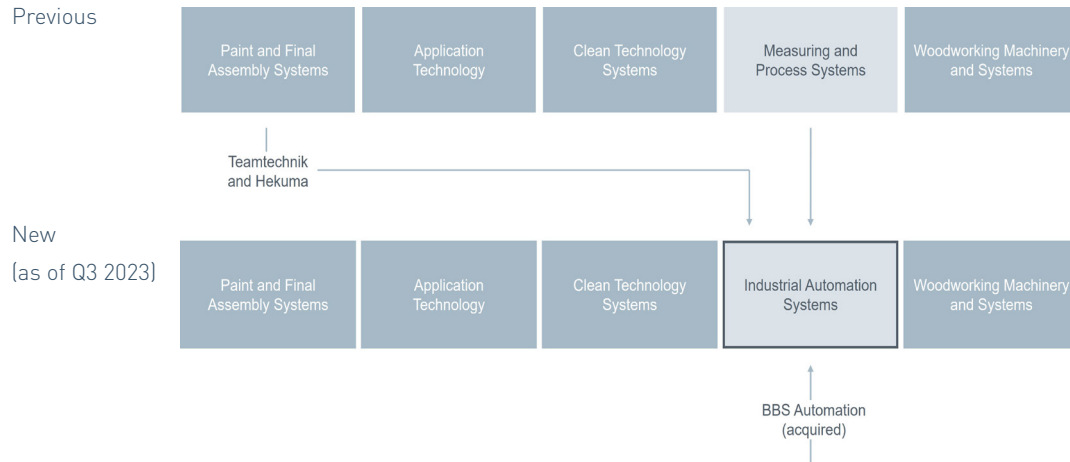 Previous
Paint and Final
Assembly Systems
Application
Technology
Clean Technology
Systems
Measuring and
Process Systems
Woodworking Machinery
and Systems
Teamtechnik
and Hekuma
New
(as of Q3 2023)
Paint and Final
Assembly Systems
Application
Technology
Clean Technology
Systems
Industrial Automation
Systems
Woodworking Machinery
and Systems
BBS Automation
(acquired)